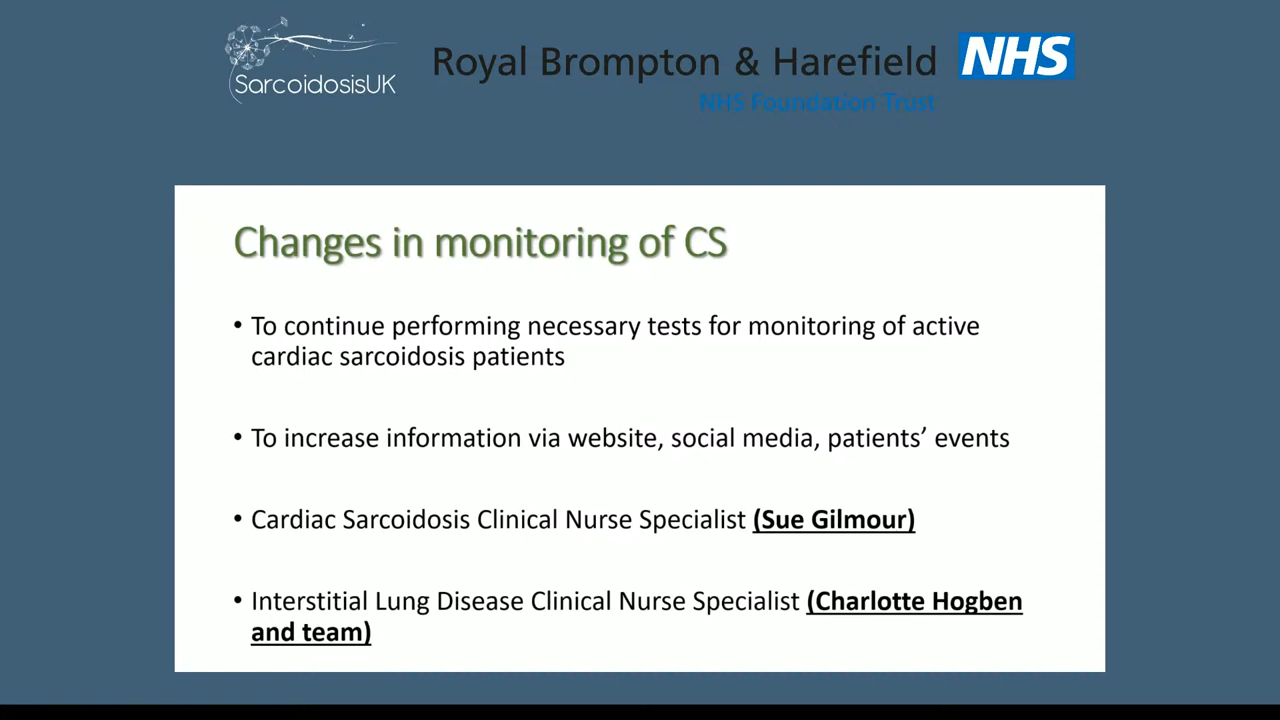 SarcoidosisUK
Royal Brompton & Harefield NHS
NHS Foundation Trust
Changes in monitoring of CS
• To continue performing necessary tests for monitoring of active
cardiac sarcoidosis patients
• To increase information via website, social media, patients’ events
• Cardiac Sarcoidosis Clinical Nurse Specialist (Sue Gilmour)
• Interstitial Lung Disease Clinical Nurse Specialist (Charlotte Hogben
and team)